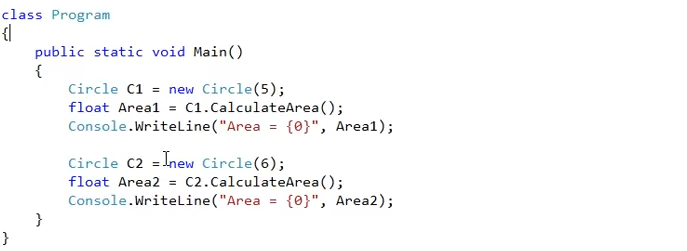 class Program
{
    public static void Main()
    {
        Circle C1 = new Circle(5);
        float Area1 = C1.CalculateArea();
        Console.WriteLine("Area = {0}", Area1);

        Circle C2 = new Circle(6);
        float Area2 = C2.CalculateArea();
        Console.WriteLine("Area = {0}", Area2);
    }
}